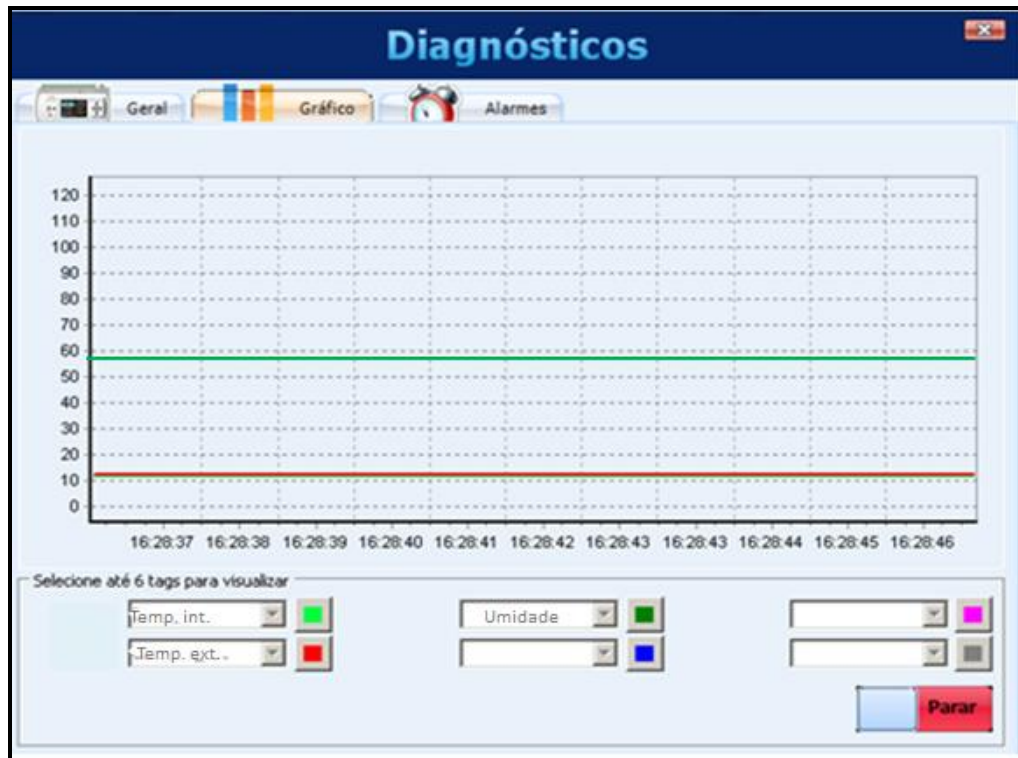 Diagnósticos
Geral Gráfico Alarmes
120
110
100
90
80
70
60
50
40
30
20
10
0
16:28:37 16:28:38 16:28:39 16:28:40 16:28:41 16:28:42 16:28:43 16:28:43 16:28:44 16:28:45 16:28:46
Selecione até 6 tags para visualizar
Temp. int. Umidade
Temp. ext..
Parar